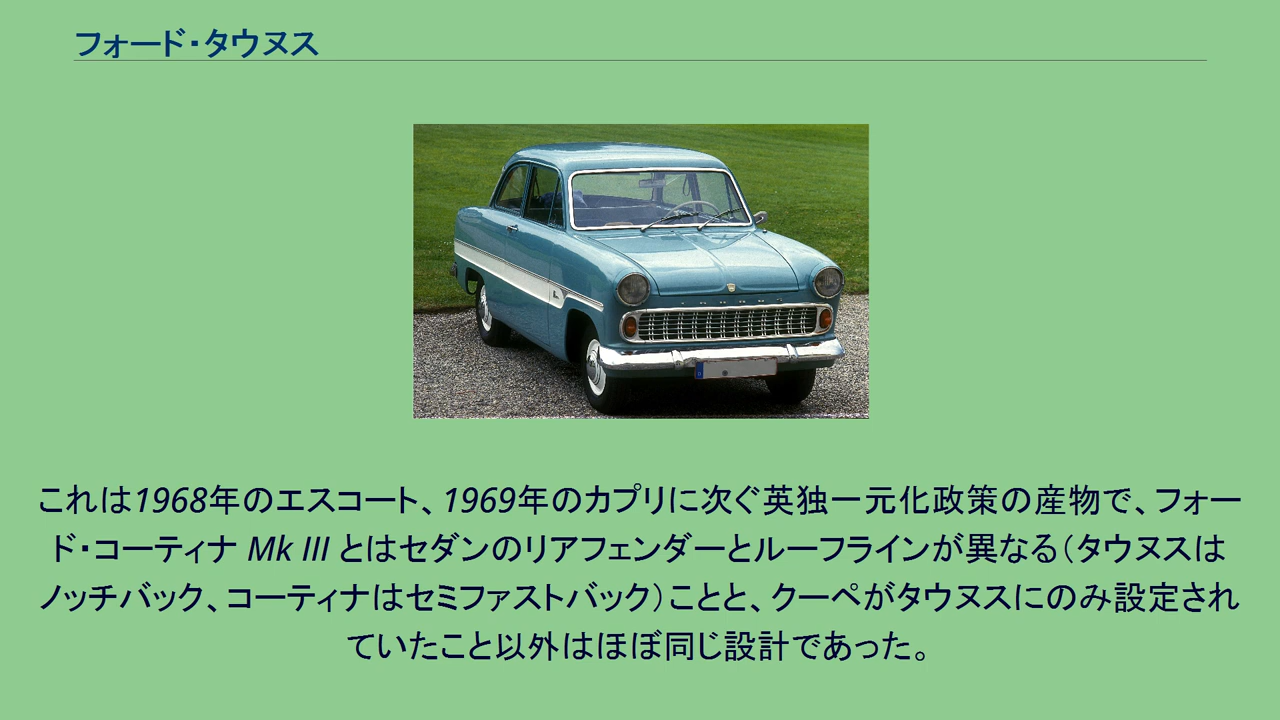 フォード・タウヌス
これは1968年のエスコート、1969年のカプリに次ぐ英独一元化政策の産物で、フォー
ド・コーティナ Mk III とはセダンのリアフェンダーとルーフラインが異なる(タウヌスは
ノッチバック、コーティナはセミファストバック)ことと、クーペがタウヌスにのみ設定され
ていたこと以外はほぼ同じ設計であった。